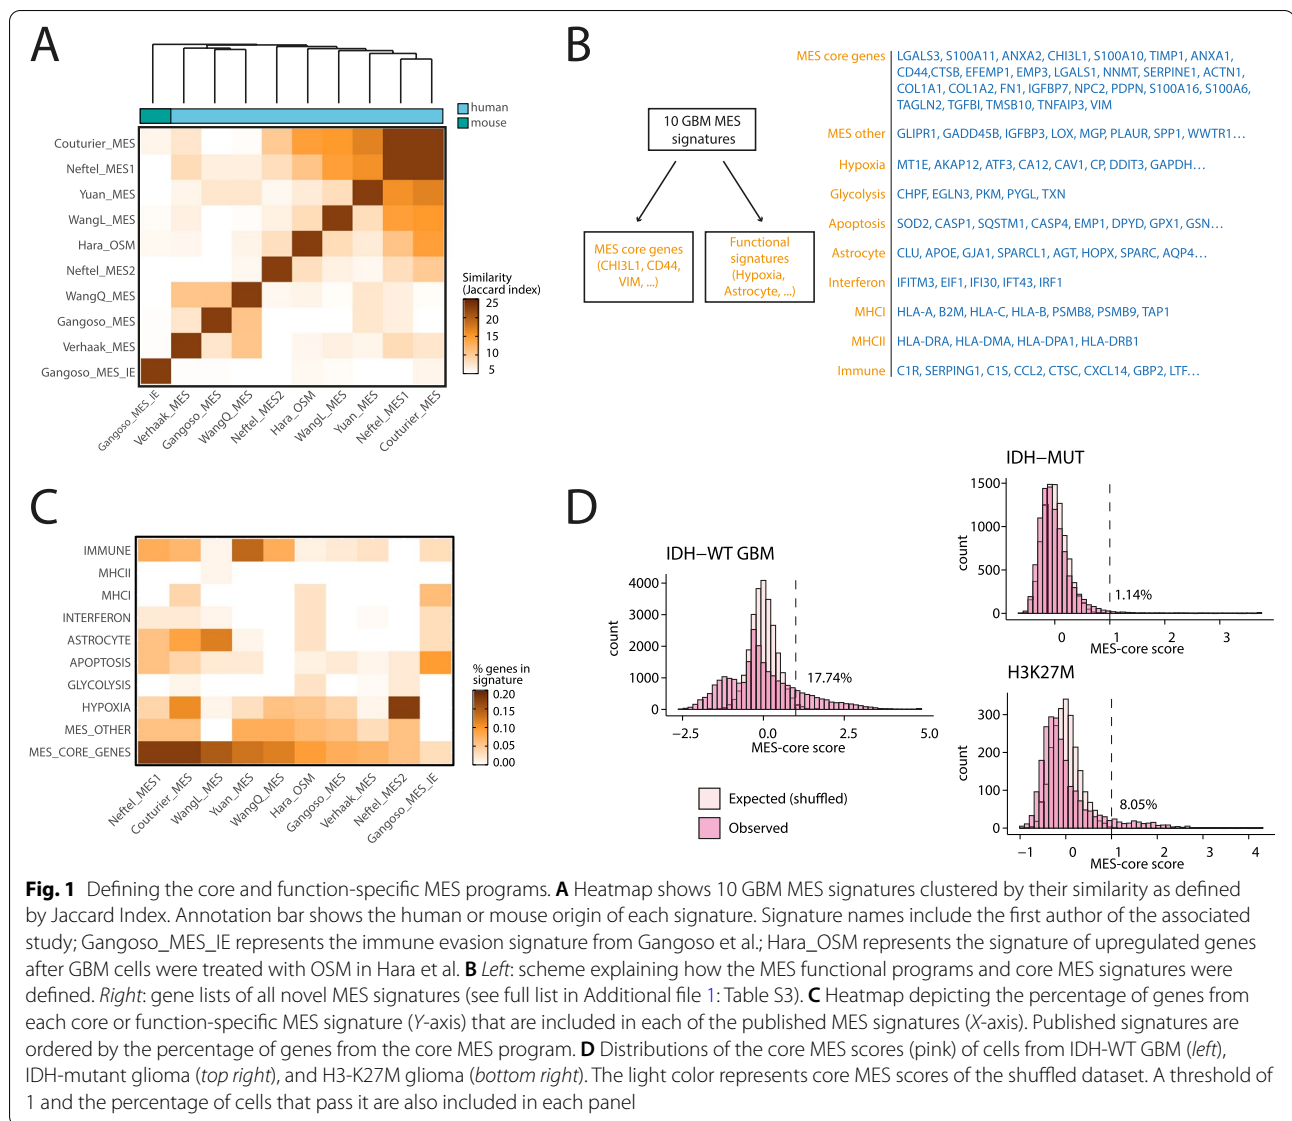 A
human
mouse
Couturier_MES
Neftel_MES1
Yuan_MES
WangL_MES
Hara_OSM
Neftel_MES2
WangQ_MES
Gangoso_MES
Verhaak_MES
Gangoso_MES_IE
Gangoso_MES_IE
Verhaak_MES
Gangoso_MES
WangQ_MES
Neftel_MES2
Hara_OSM
WangL_MES
Yuan_MES
Neftel_MES1
Couturier_MES
Similarity
(Jaccard index)
25
20
15
10
5
B
10 GBM MES
signatures
MES core genes
(CHI3L1, CD44,
VIM, ...)
Functional
signatures
(Hypoxia,
Astrocyte, ...)
MES core genes LGALS3, S100A11, ANXA2, CHI3L1, S100A10, TIMP1, ANXA1,
CD44,CTSB, EFEMP1, EMP3, LGALS1, NNMT, SERPINE1, ACTN1,
COL1A1, COL1A2, FN1, IGFBP7, NPC2, PDPN, S100A16, S100A6,
TAGLN2, TGFBI, TMSB10, TNFAIP3, VIM
MES other GLIPR1, GADD45B, IGFBP3, LOX, MGP, PLAUR, SPP1, WWTR1...
Hypoxia MT1E, AKAP12, ATF3, CA12, CAV1, CP, DDIT3, GAPDH...
Glycolysis CHPF, EGLN3, PKM, PYGL, TXN
Apoptosis SOD2, CASP1, SQSTM1, CASP4, EMP1, DPYD, GPX1, GSN...
Astrocyte CLU, APOE, GJA1, SPARCL1, AGT, HOPX, SPARC, AQP4...
Interferon IFITM3, EIF1, IFI30, IFT43, IRF1
MHCI HLA-A, B2M, HLA-C, HLA-B, PSMB8, PSMB9, TAP1
MHCII HLA-DRA, HLA-DMA, HLA-DPA1, HLA-DRB1
Immune C1R, SERPING1, C1S, CCL2, CTSC, CXCL14, GBP2, LTF...
C
IMMUNE
MHCII
MHCI
INTERFERON
ASTROCYTE
APOPTOSIS
GLYCOLYSIS
HYPOXIA
MES_OTHER
MES_CORE_GENES
Neftel_MES1
Couturier_MES
WangL_MES
Yuan_MES
WangQ_MES
Hara_OSM
Gangoso_MES
Verhaak_MES
Neftel_MES2
Gangoso_MES_IE
% genes in
signature
0.20
0.15
0.10
0.05
0.00
D
IDH−WT GBM
count
4000
3000
2000
1000
0
17.74%
−2.5 0.0 2.5 5.0
MES-core score
Expected (shuffled)
Observed
IDH−MUT
count
1500
1000
500
0
1.14%
0 1 2 3
MES-core score
H3K27M
count
300
200
100
0
8.05%
−1 0 1 2 3 4
MES-core score
Fig. 1 Defining the core and function-specific MES programs. A Heatmap shows 10 GBM MES signatures clustered by their similarity as defined
by Jaccard Index. Annotation bar shows the human or mouse origin of each signature. Signature names include the first author of the associated
study; Gangoso_MES_IE represents the immune evasion signature from Gangoso et al.; Hara_OSM represents the signature of upregulated genes
after GBM cells were treated with OSM in Hara et al. B Left: scheme explaining how the MES functional programs and core MES signatures were
defined. Right: gene lists of all novel MES signatures (see full list in Additional file 1: Table S3). C Heatmap depicting the percentage of genes from
each core or function-specific MES signature (Y-axis) that are included in each of the published MES signatures (X-axis). Published signatures are
ordered by the percentage of genes from the core MES program. D Distributions of the core MES scores (pink) of cells from IDH-WT GBM (left),
IDH-mutant glioma (top right), and H3-K27M glioma (bottom right). The light color represents core MES scores of the shuffled dataset. A threshold of
1 and the percentage of cells that pass it are also included in each panel